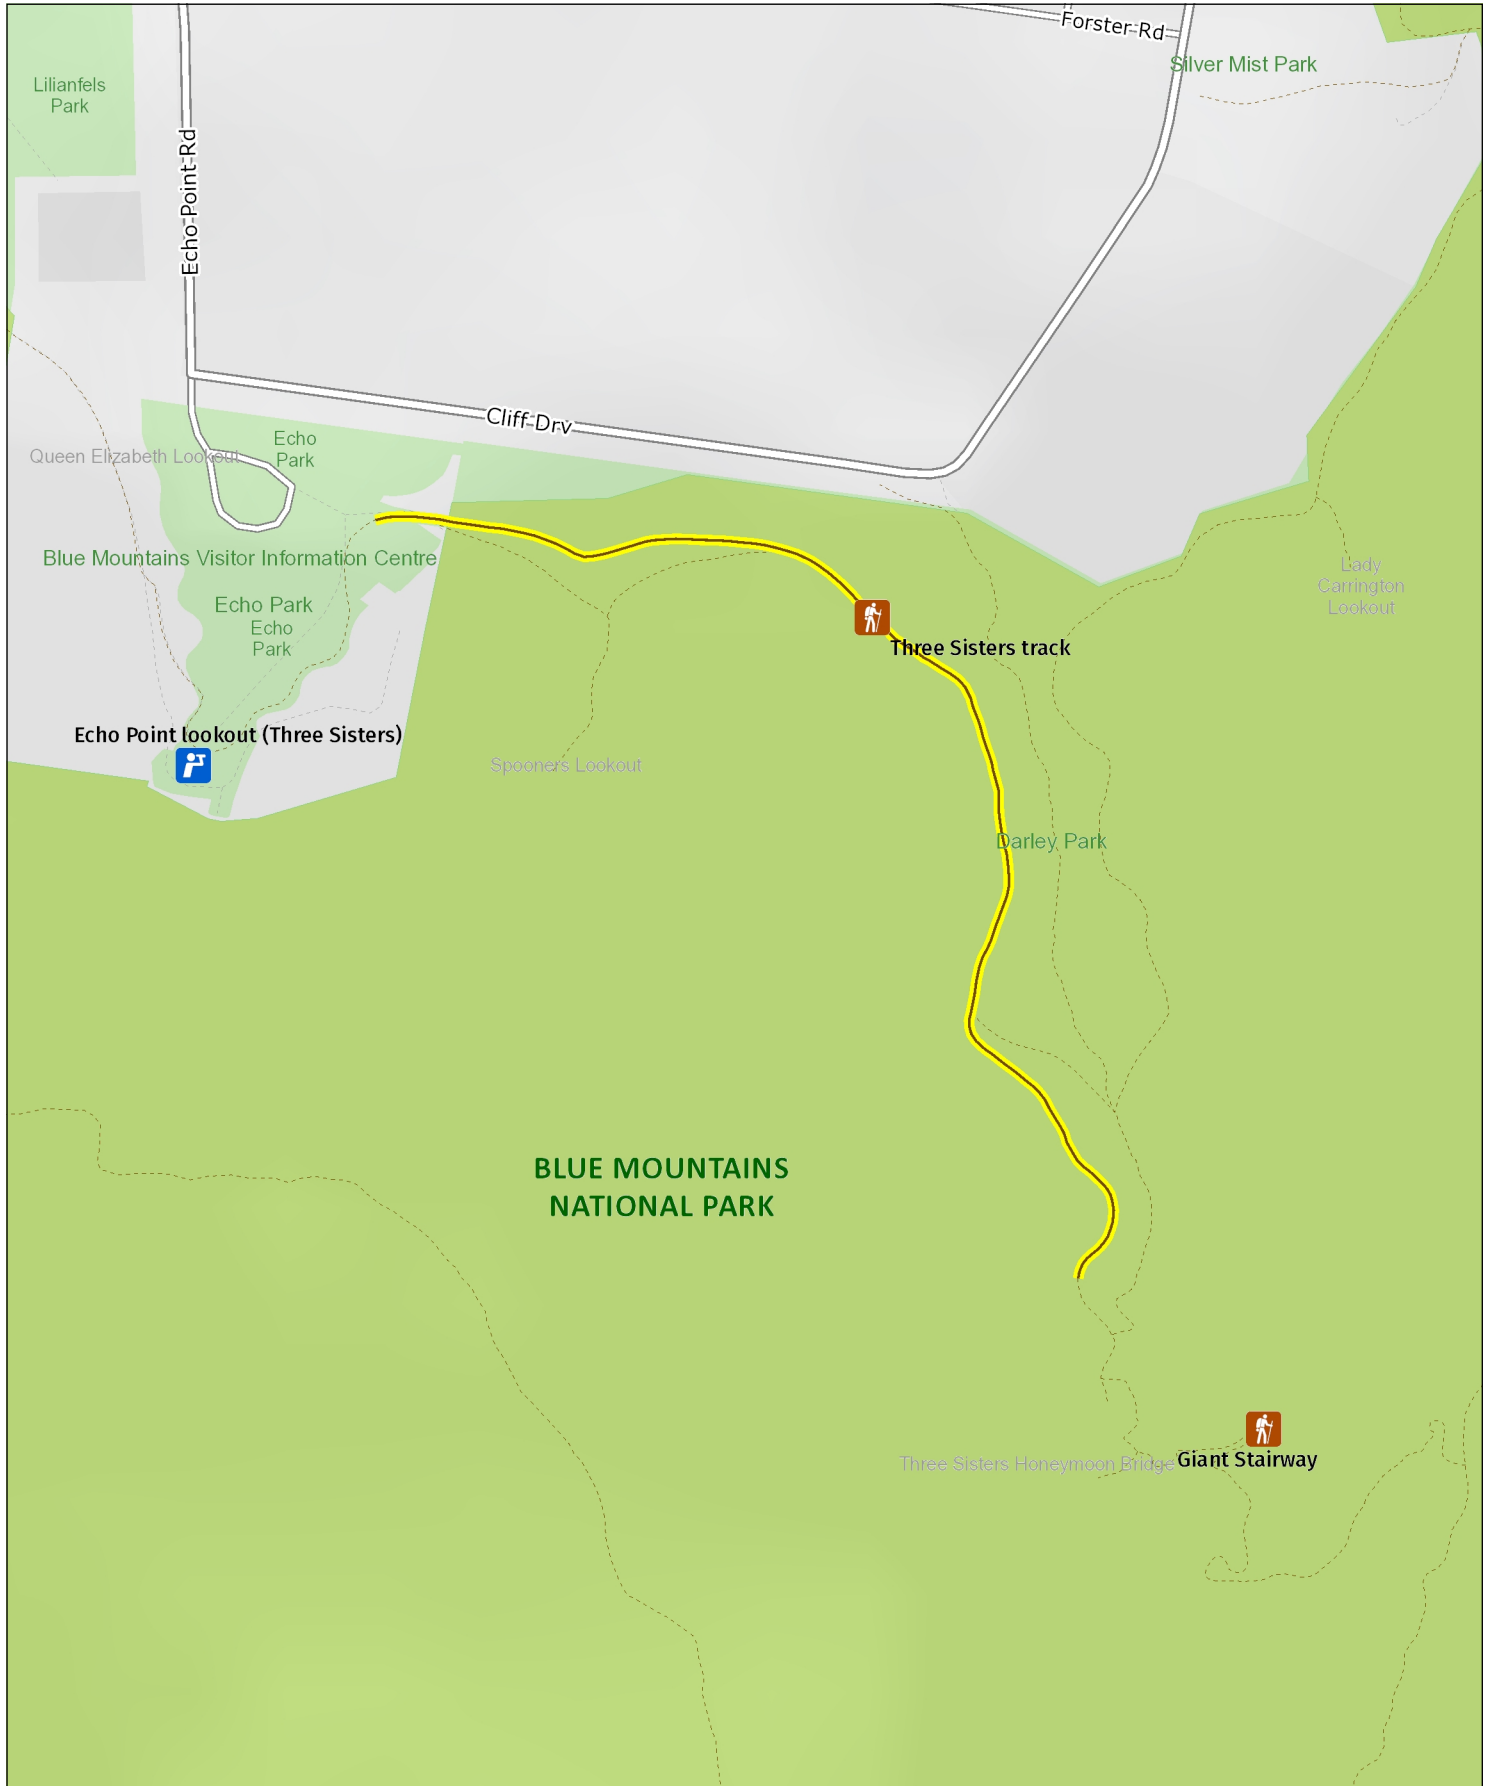 Forster Rd
Silver Mist Park
Lilianfels
Park
Echo-Point-Rd
Cliff Drv
Echo
Park
Queen Elizabeth Lookout
Blue Mountains Visitor Information Centre
Lady
Carrington
Lookout
Echo Park
Echo
Park
Three Sisters track
Echo Point lookout (Three Sisters)
Spooners Lookout
Darley Park
BLUE MOUNTAINS
NATIONAL PARK
Three Sisters Honeymoon Bridge
Giant Stairway